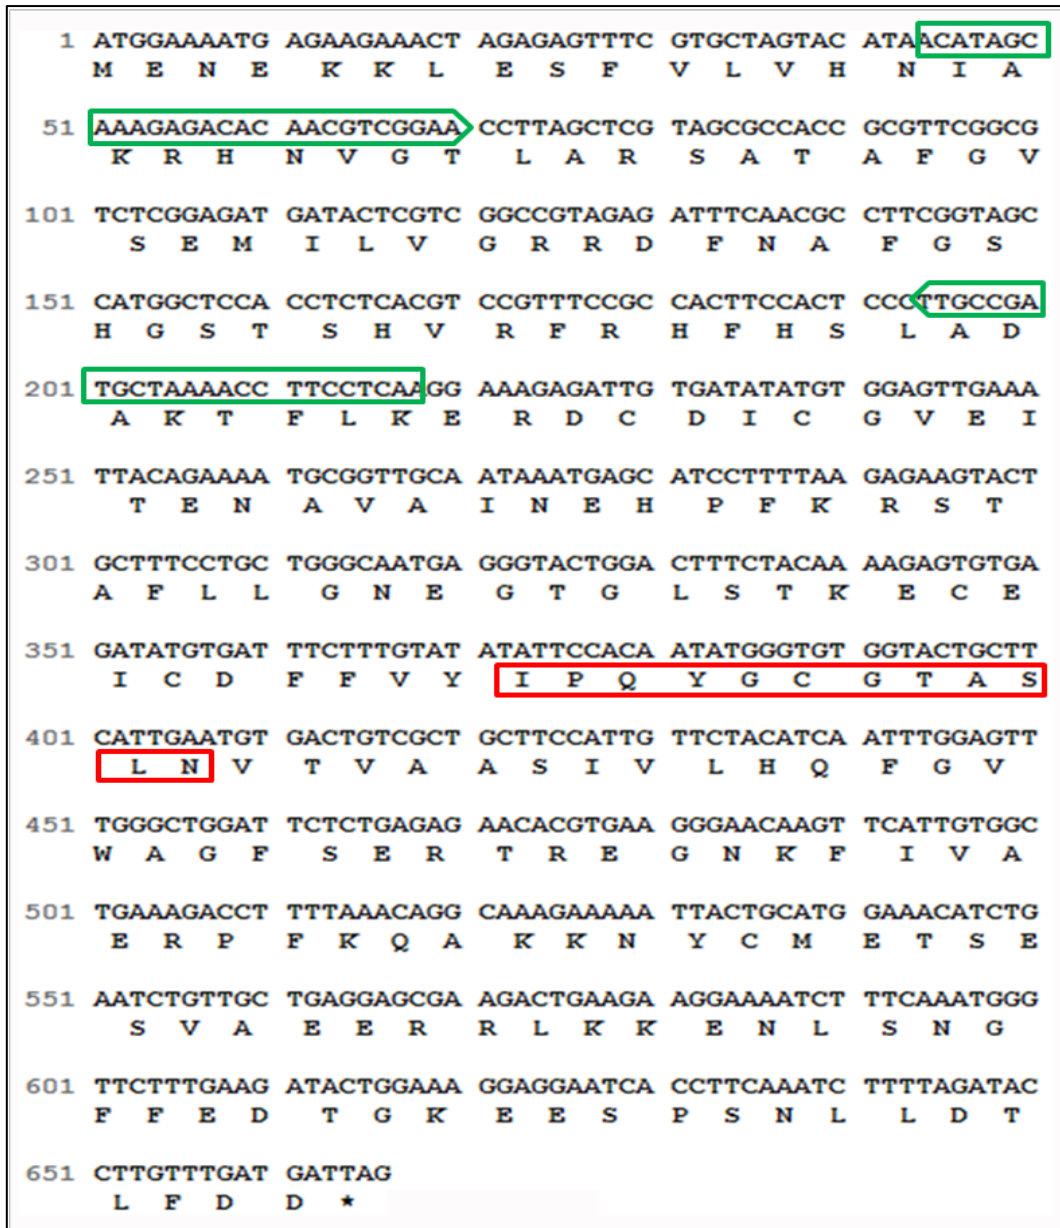 1 ATGGAAAATG AGAAGAAACT AGAGAGTTTCG GTGCTAGTAC ATAACATAGC
M E N E K K L E S F V L V H N I A
51 AAAGAGACAC AACGTCGGAA CCTTAGCTCG TAGCGCCACC GCGTTCGGCG
K R H N V G T L A R S A T A F G V
101 TCTCGGAGAT GATACTCGTC GGCCGTAGAG ATTTCAACGC CTTCGGTAGC
S E M I L V G R R D F N A F G S
151 CATGGCTCCA CCTCTCACGT CCGTTTCCGC CACTTCCACT CCCTTGCCGA
H G S T S H V R F R H F H S L A D
201 TGCTAAAACC TTCCTCAAGG AAAGAGATTG TGATATATGT GGAGTTGAAA
A K T F L K E R D C D I C G V E I
251 TTACAGAAAA TGCGGTTGCA ATAAATGAGC ATCCTTTTAA GAGAAGTACT
T E N A V A I N E H P F K R S T
301 GCTTTCCTGC TGGGCAATGA GGGTACTGGA CTTTCTACAA AAGAGTGTGA
A F L L G N E G T G L S T K E C E
351 GATATGTGAT TTCTTTGTAT ATATTCCACA ATATGGGTGT GGTACTGCTT
I C D F F V Y I P Q Y G C G T A S
401 CATTGAATGT GACTGTCGCT GCTTCCATTG TTCTACATCA ATTTGGAGTT
L N V T V A A S I V L H Q F G V
451 TGGGCTGGAT TCTCTGAGAG AACACGTGAA GGGAACAAGT TCATTGTGGC
W A G F S E R T R E G N K F I V A
501 TGAAAGACCT TTTAAACAGG CAAAGAAAAA TTACTGCATG GAAACATCTG
E R P F K Q A K K N Y C M E T S E
551 AATCTGTTGC TGAGGAGCGA AGACTGAAGA AGGAAAATCT TTCAAATGGG
S V A E E R R L K K E N L S N G
601 TTCTTTGAAG ATACTGGAAA GGAGGAATCA CCTTCAAATC TTTTAGATAC
F F E D T G K E E S P S N L L D T
651 CTTGTTTGAT GATTAG
L F D D *